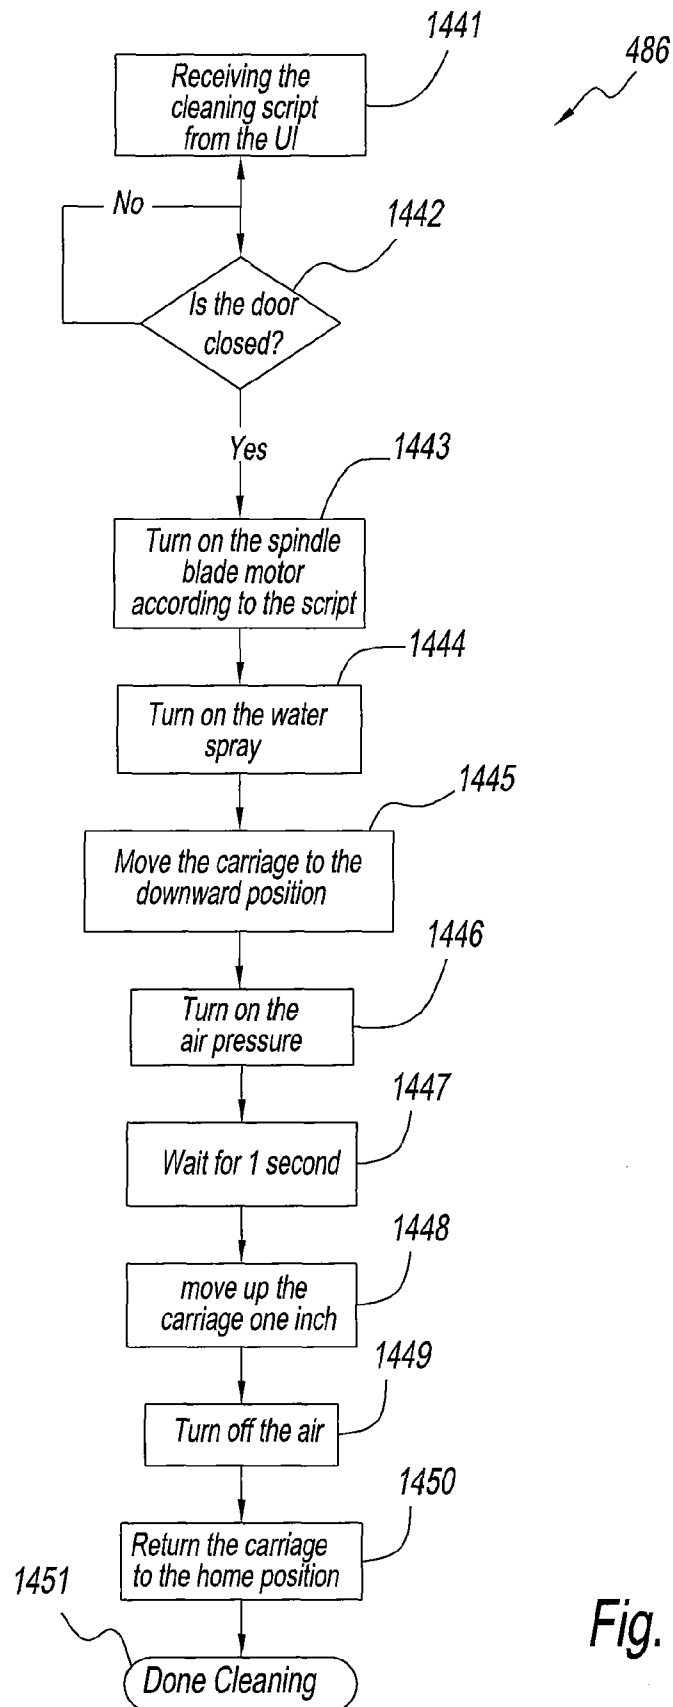 1441
486
Receiving the
cleaning script
from the UI
No
1442
Is the door
closed?
Yes
1443
Turn on the spindle
blade motor
according to the script
1444
Turn on the water
spray
1445
Move the carriage to the
downward position
1446
Turn on the
air pressure
1447
Wait for 1 second
1448
move up the
carriage one inch
1449
Turn off the air
1450
Return the carriage
to the home position
1451
Done Cleaning
Fig.